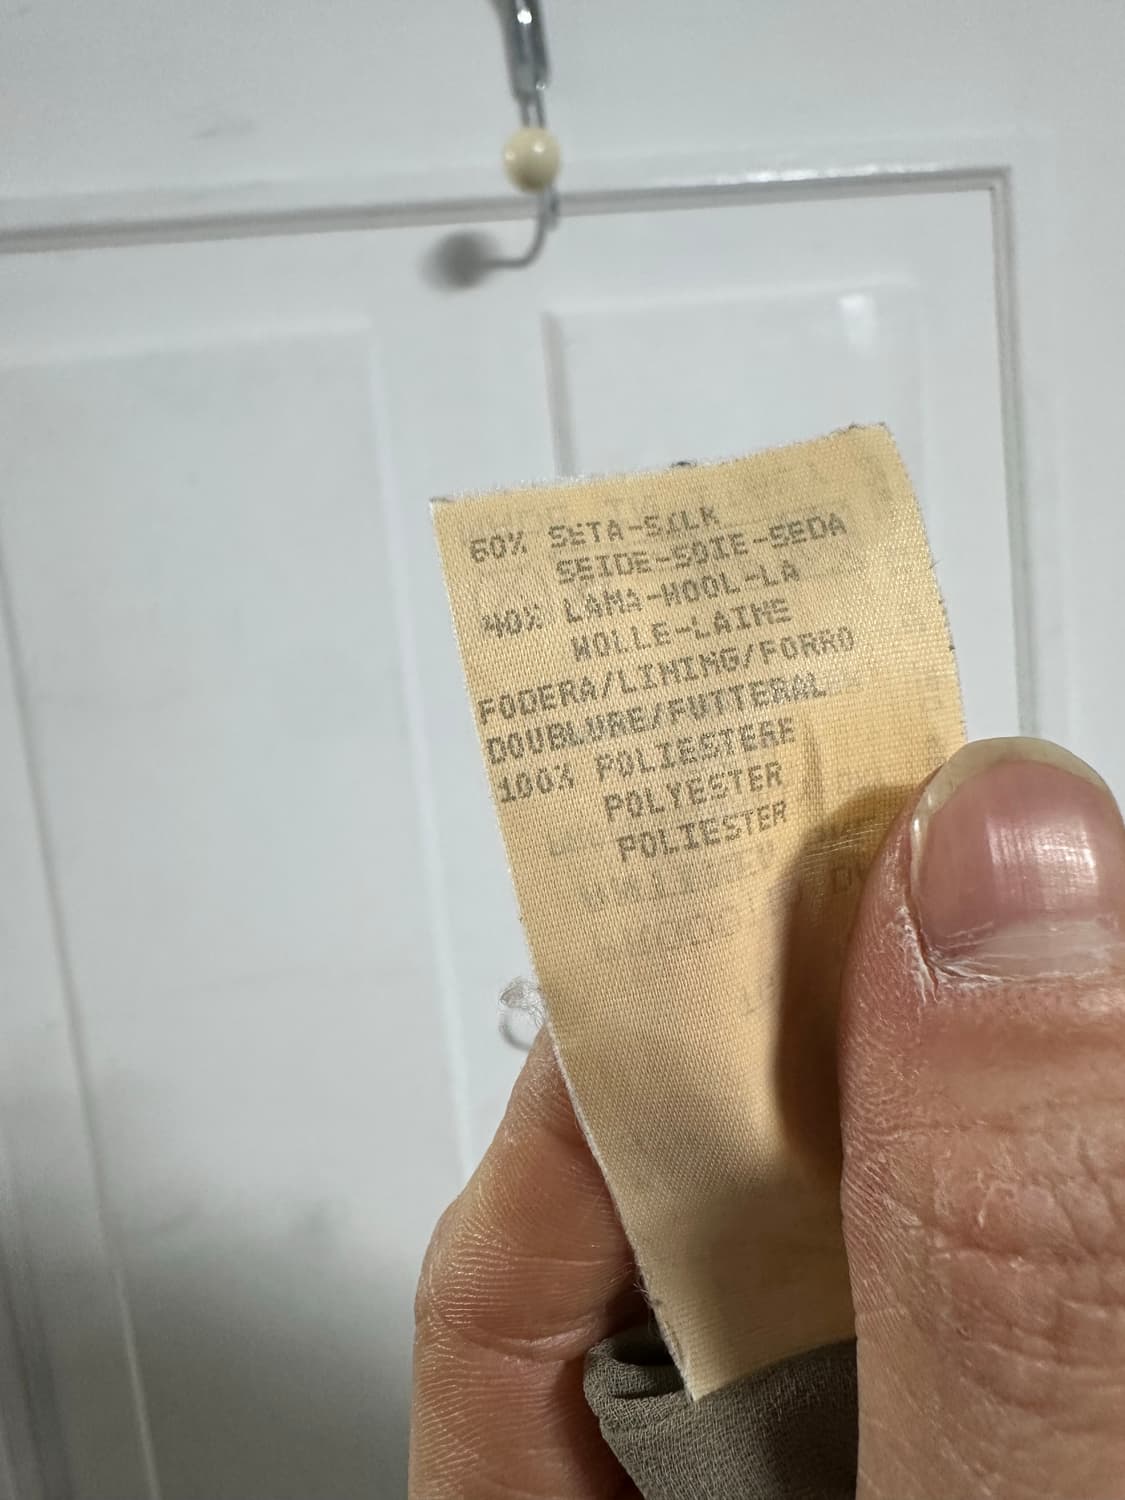 60% SETA-SILK
SEIDE-SOIE-SEDA
40% LANA-WOOL-LA
WOLLE-LAINE
FODERA/LINING/FORRO
DOUBLURE/FUTTERAL
100% POLIESTERE
POLYESTER
POLIESTER